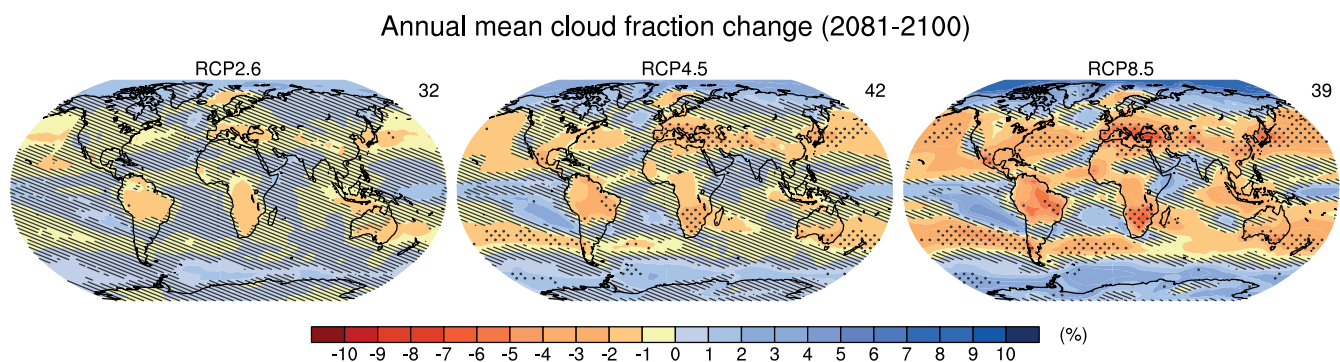 Annual mean cloud fraction change (2081-2100)
RCP2.6
32
RCP4.5
42
RCP8.5
39
-10 -9 -8 -7 -6 -5 -4 -3 -2 -1 0 1 2 3 4 5 6 7 8 9 10 (%)